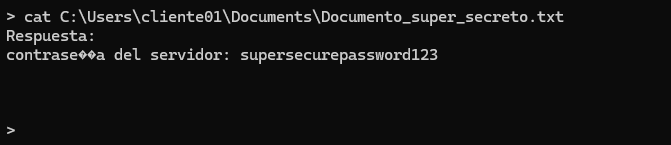 > cat C:\Users\cliente01\Documents\Documento_super_secreto.txt
Respuesta:
contrase��a del servidor: supersecurepassword123
>